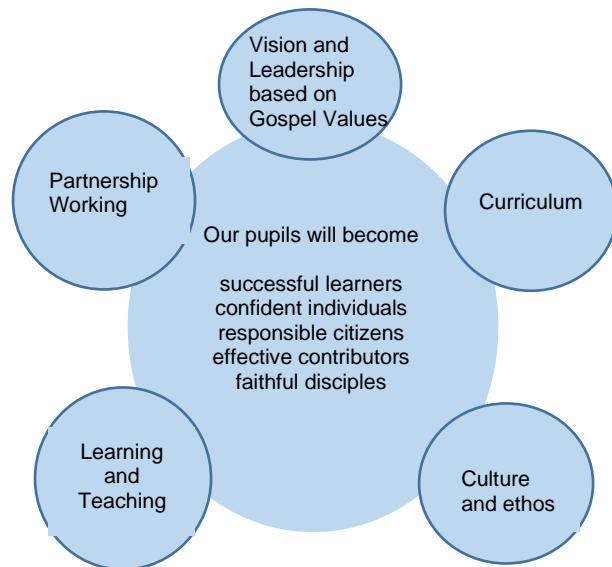 Vision and
Leadership
based on
Gospel Values
Partnership
Working
Curriculum
Our pupils will become
successful learners
confident individuals
responsible citizens
effective contributors
faithful disciples
Learning
and
Teaching
Culture
and ethos